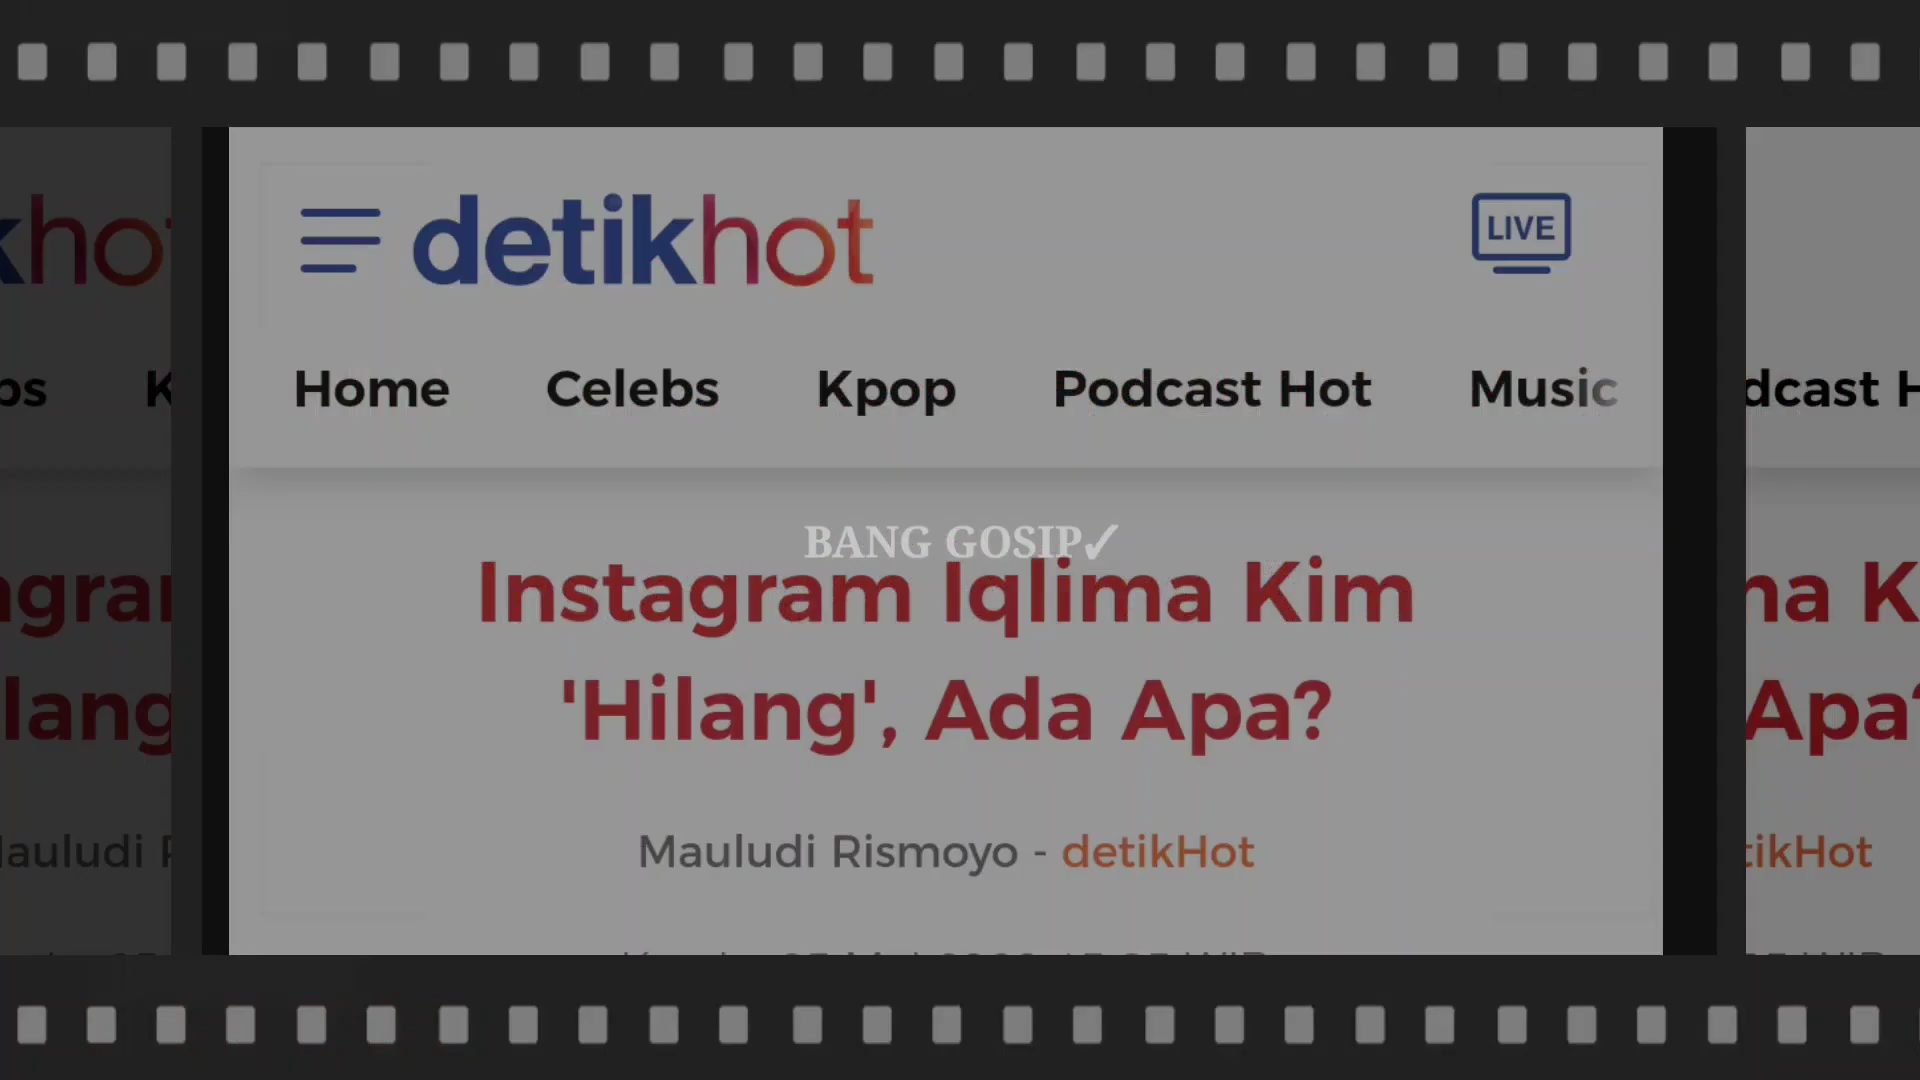 detikhot
LIVE
Home Celebs Kpop Podcast Hot Music
BANG GOSIP✓
Instagram Iqlima Kim
'Hilang', Ada Apa?
Mauludi Rismoyo - detikHot